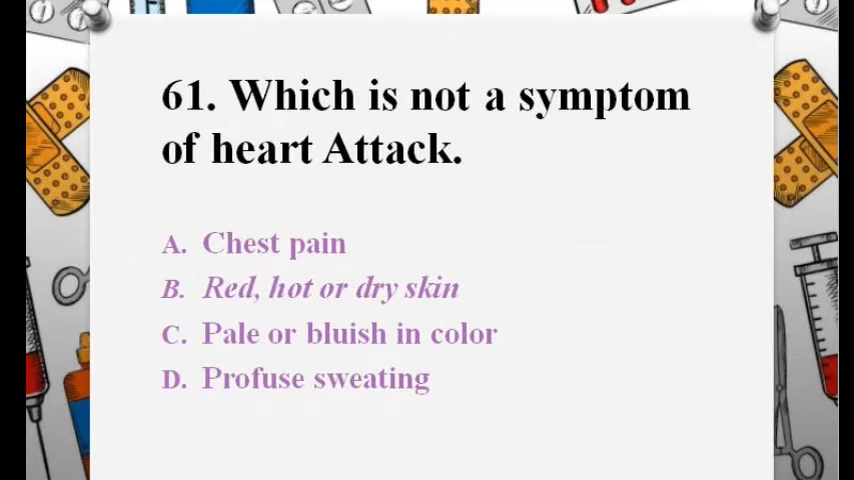 61. Which is not a symptom
of heart Attack.
A. Chest pain
B. Red, hot or dry skin
C. Pale or bluish in color
D. Profuse sweating